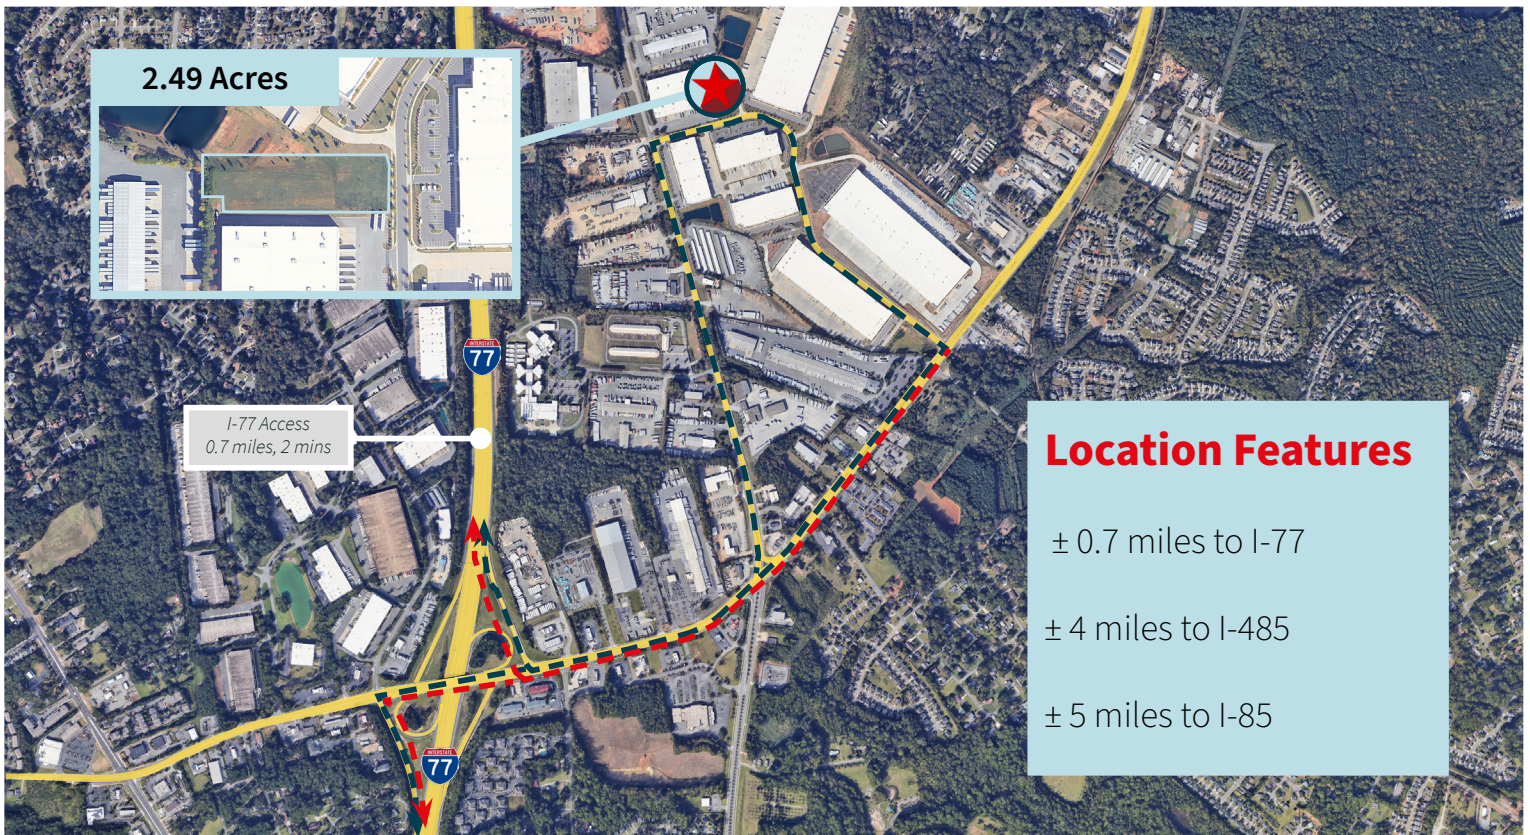 2.49 Acres
INTERSTATE
77
I-77 Access
0.7 miles, 2 mins
Location Features
± 0.7 miles to I-77
± 4 miles to I-485
± 5 miles to I-85
INTERSTATE
77